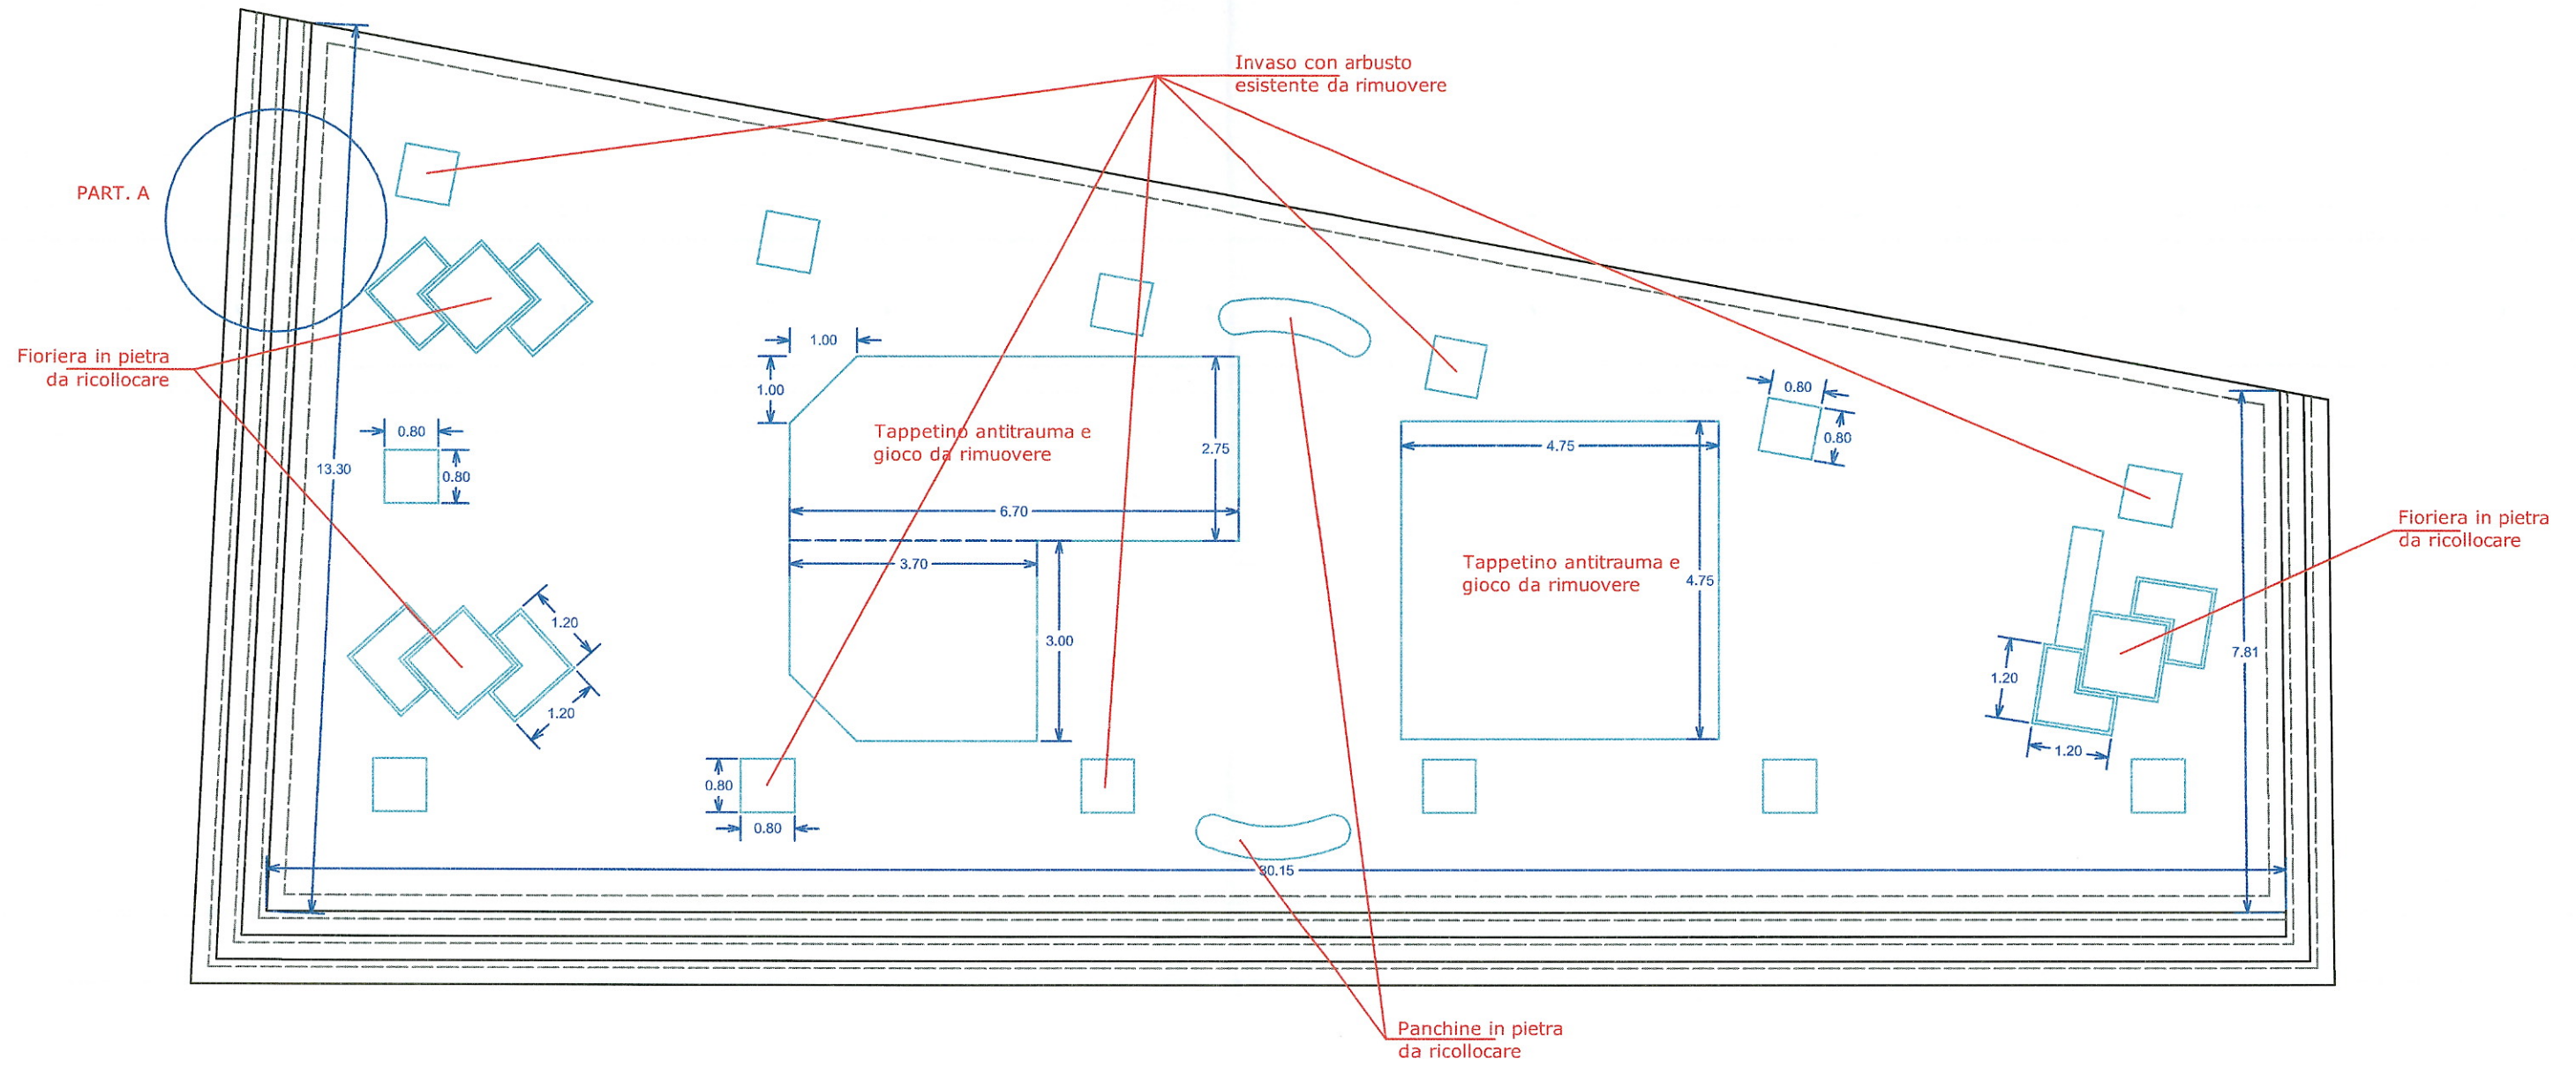 Invaso con arbusto
esistente da rimuovere
PART. A
Fioriera in pietra
da ricollocare
1.00
1.00
0.80
0.80
Tappetino antitrauma e
gioco da rimuovere
2.75
4.75
0.80
0.80
13.30
6.70
3.70
Tappetino antitrauma e
gioco da rimuovere
4.75
Fioriera in pietra
da ricollocare
1.20
1.20
3.00
7.81
1.20
1.20
0.80
0.80
30.15
Panchine in pietra
da ricollocare